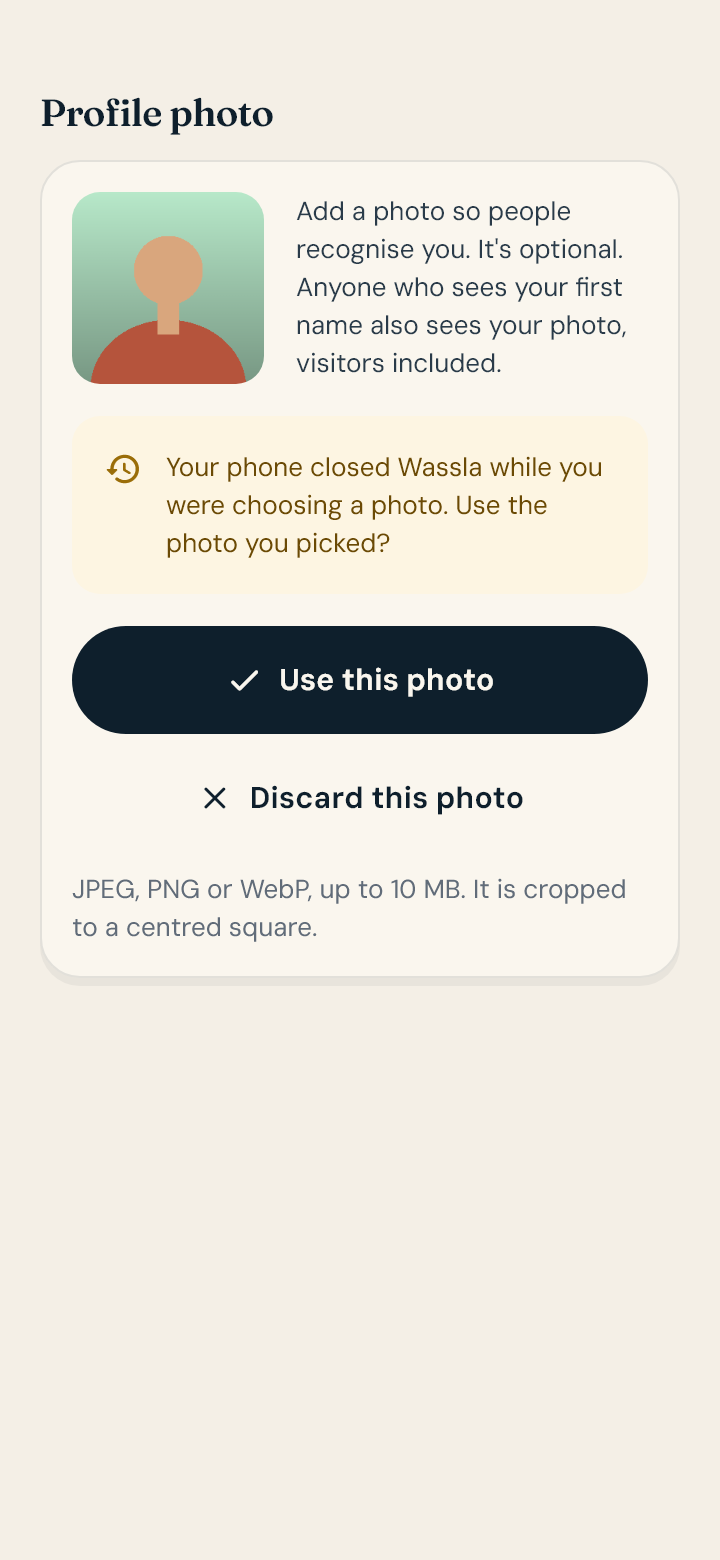 Profile photo
Add a photo so people
recognise you. It's optional.
Anyone who sees your first
name also sees your photo,
visitors included.
Your phone closed Wassla while you
were choosing a photo. Use the
photo you picked?
Use this photo
Discard this photo
JPEG, PNG or WebP, up to 10 MB. It is cropped
to a centred square.